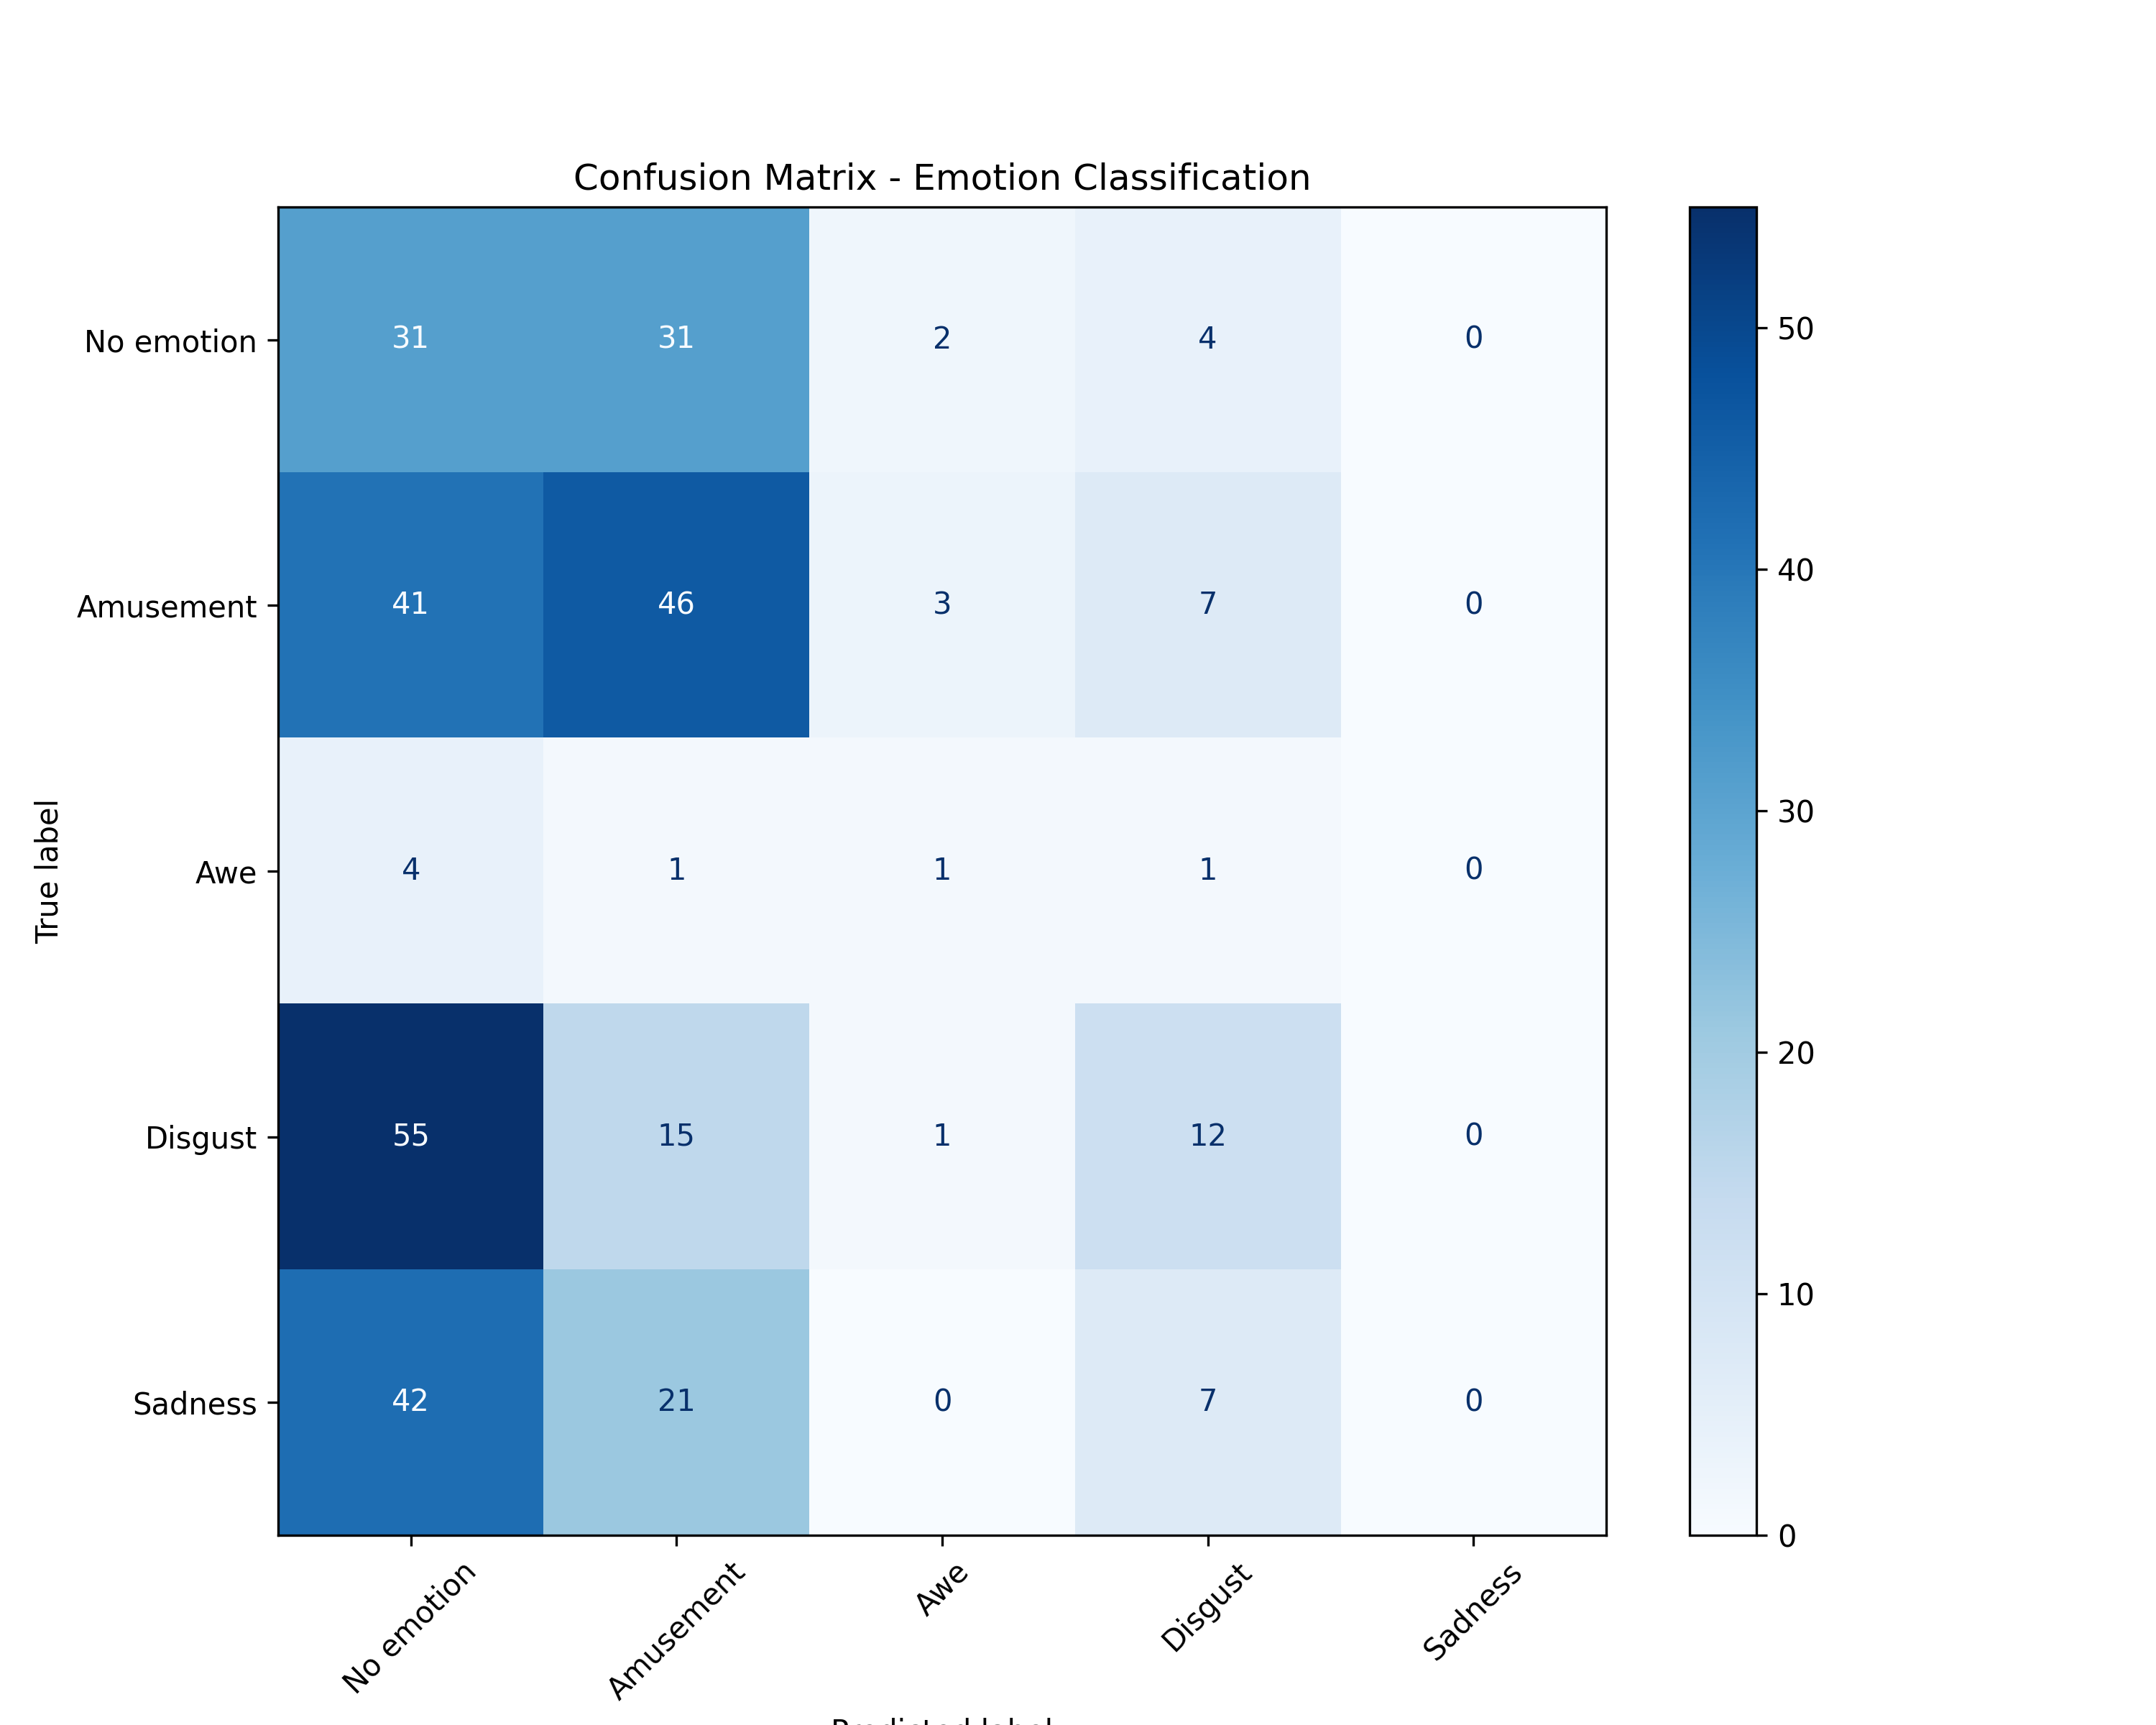 Confusion Matrix - Emotion Classification
No emotion 31 31 2 4 0
Amusement 41 46 3 7 0
Awe 4 1 1 1 0
Disgust 55 15 1 12 0
Sadness 42 21 0 7 0
True label
No emotion Amusement Awe Disgust Sadness
Predicted label
50
40
30
20
10
0